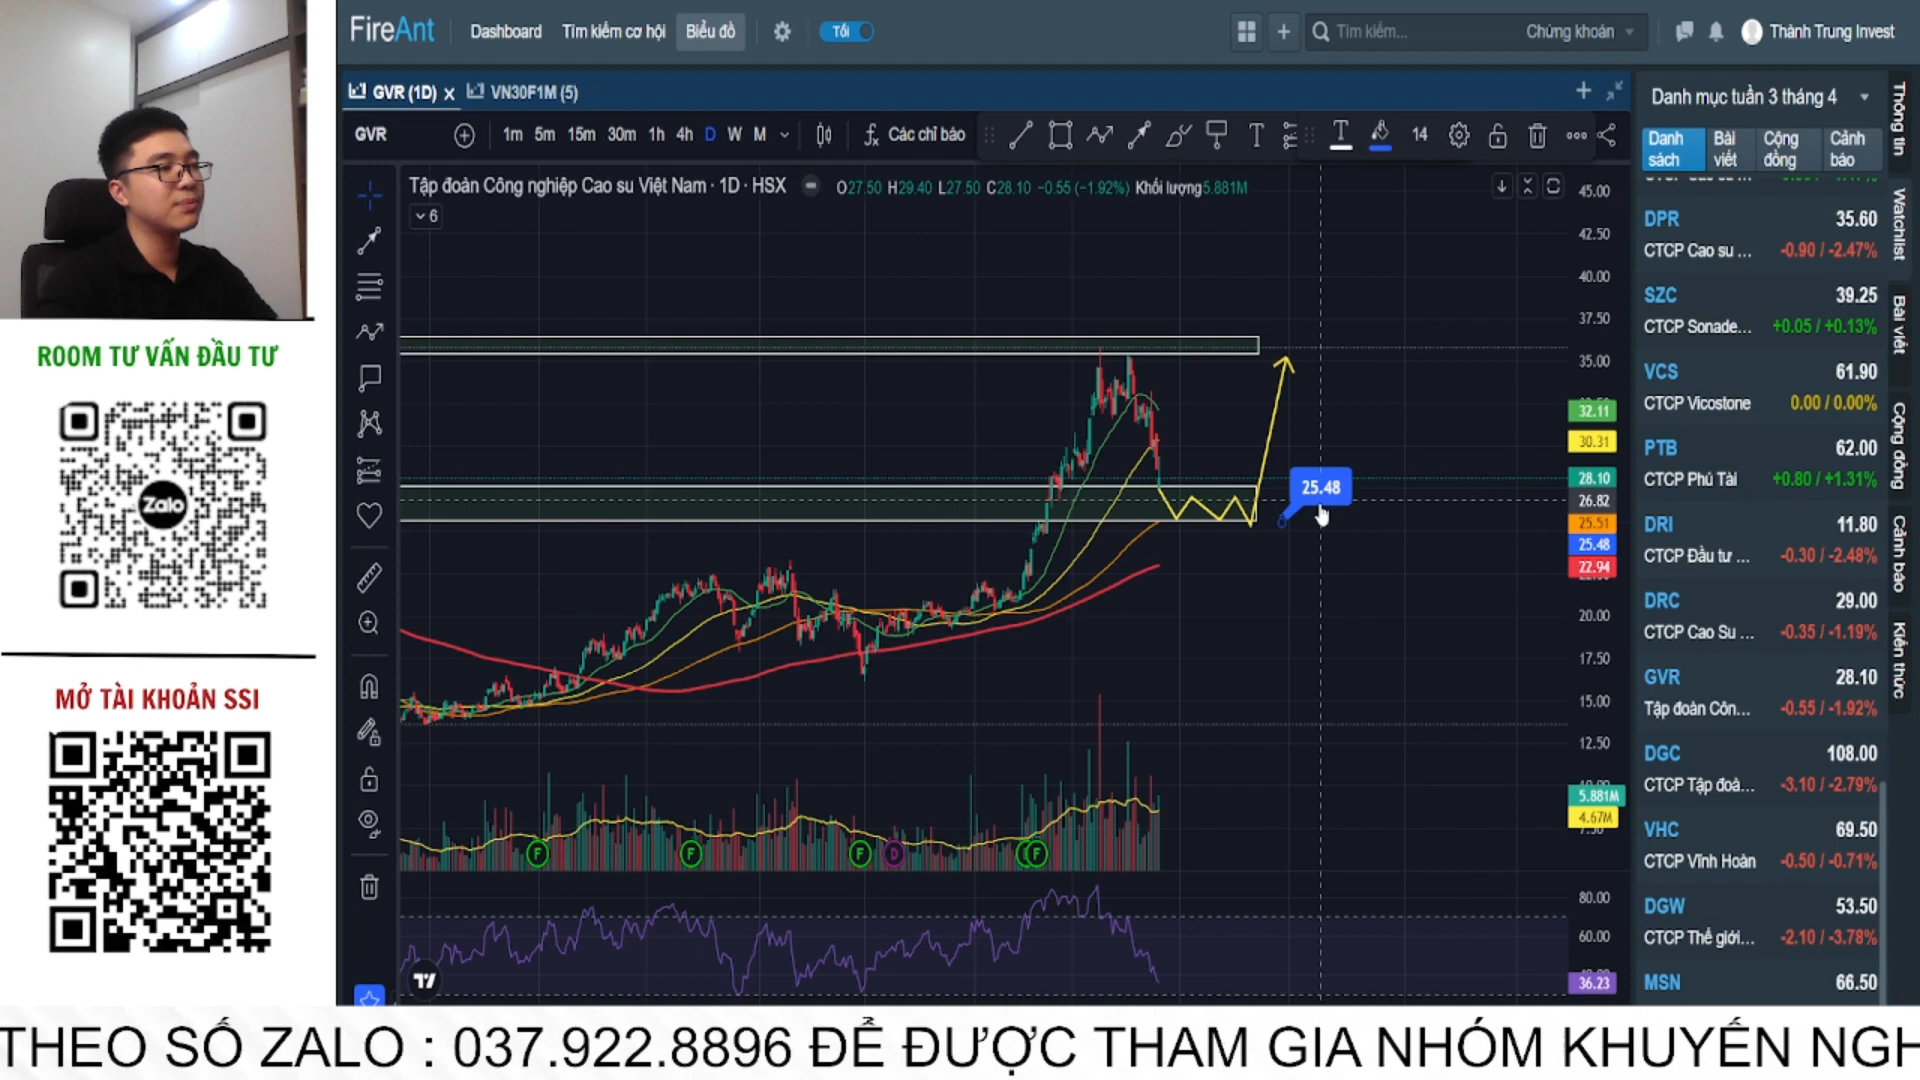 FireAnt
Dashboard
Tìm kiếm cơ hội
Biểu đồ
Tối
Tìm kiếm...
Chứng khoán
Thành Trung Invest
GVR (1D)
VN30F1M (5)
GVR
1m 5m 15m 30m 1h 4h D W M
Các chỉ báo
14
Tập đoàn Công nghiệp Cao su Việt Nam · 1D · HSX
O27.50 H29.40 L27.50 C28.10 -0.55 (-1.92%) Khối lượng5.881M
6
25.48
45.00
42.50
40.00
37.50
35.00
32.11
30.31
28.10
26.82
25.51
25.48
22.94
20.00
17.50
15.00
12.50
5.881M
4.67M
80.00
60.00
36.23
F
F
F
D
F
Danh mục tuần 3 tháng 4
Danh sách
Bài viết
Cộng đồng
Cảnh báo
DPR 35.60
CTCP Cao su ... -0.90 / -2.47%
SZC 39.25
CTCP Sonade... +0.05 / +0.13%
VCS 61.90
CTCP Vicostone 0.00 / 0.00%
PTB 62.00
CTCP Phú Tài +0.80 / +1.31%
DRI 11.80
CTCP Đầu tư ... -0.30 / -2.48%
DRC 29.00
CTCP Cao Su ... -0.35 / -1.19%
GVR 28.10
Tập đoàn Côn... -0.55 / -1.92%
DGC 108.00
CTCP Tập đoà... -3.10 / -2.79%
VHC 69.50
CTCP Vĩnh Hoàn -0.50 / -0.71%
DGW 53.50
CTCP Thế giới... -2.10 / -3.78%
MSN 66.50
Thông tin
Watchlist
Bài viết
Cộng đồng
Cảnh báo
Kiến thức
ROOM TƯ VẤN ĐẦU TƯ
Zalo
MỞ TÀI KHOẢN SSI
THEO SỐ ZALO : 037.922.8896 ĐỂ ĐƯỢC THAM GIA NHÓM KHUYẾN NGH